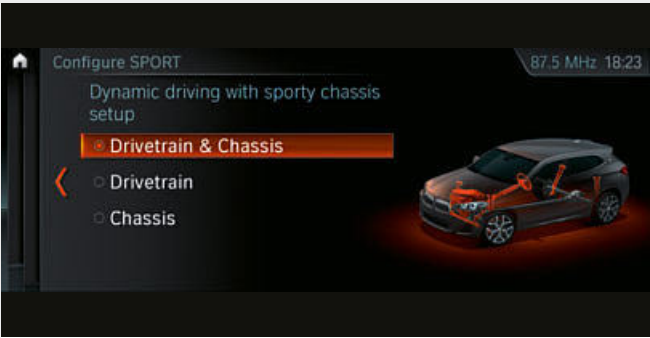 Configure SPORT
87.5 MHz 18:23
Dynamic driving with sporty chassis
setup
Drivetrain & Chassis
Drivetrain
Chassis